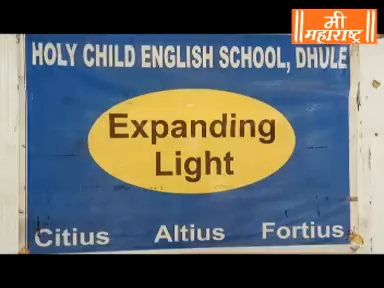 मी
महाराष्ट्र
HOLY CHILD ENGLISH SCHOOL, DHULE
Expanding
Light
Citius Altius Fortius